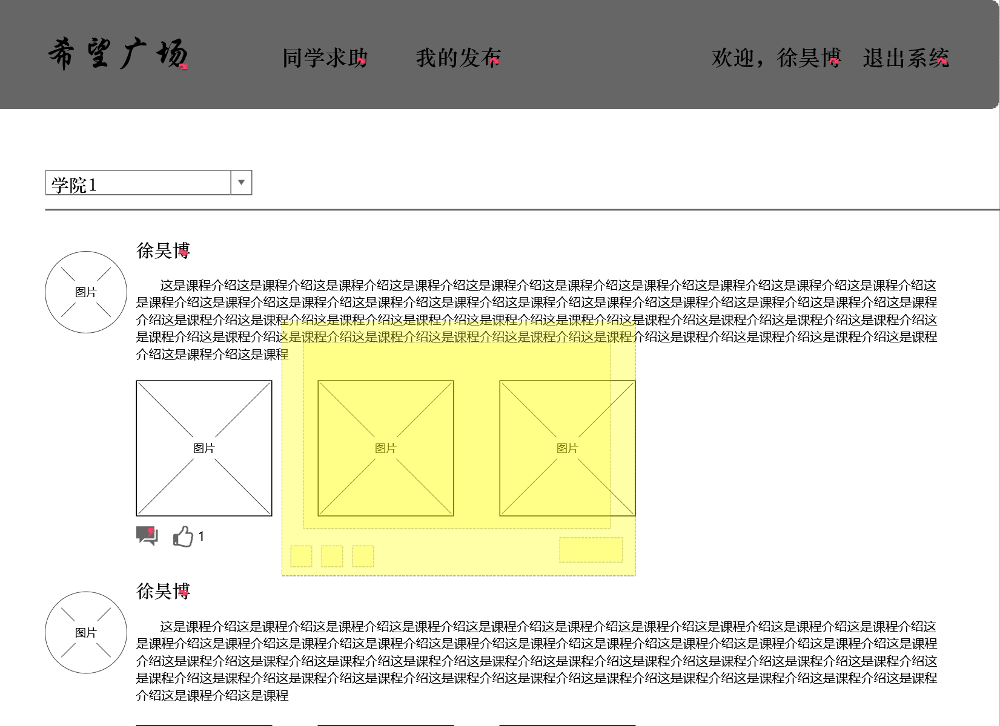 希望广场
同学求助 我的发布 欢迎，徐昊博 退出系统
学院1
徐昊博
图片
这是课程介绍这是课程介绍这是课程介绍这是课程介绍这是课程介绍这是课程介绍这是课程介绍这是课程介绍这是课程介绍这是课程介绍这
是课程介绍这是课程介绍这是课程介绍这是课程介绍这是课程介绍这是课程介绍这是课程介绍这是课程介绍这是课程介绍这是课程介绍这是课程
介绍这是课程介绍这是课程介绍这是课程介绍这是课程介绍这是课程介绍这是课程介绍这是课程介绍这是课程介绍这是课程介绍这是课程介绍这
是课程介绍这是课程介绍这是课程介绍这是课程介绍这是课程介绍这是课程介绍这是课程介绍这是课程介绍这是课程介绍这是课程介绍这是课程
介绍这是课程介绍这是课程
图片 图片 图片
1
徐昊博
图片
这是课程介绍这是课程介绍这是课程介绍这是课程介绍这是课程介绍这是课程介绍这是课程介绍这是课程介绍这是课程介绍这是课程介绍这
是课程介绍这是课程介绍这是课程介绍这是课程介绍这是课程介绍这是课程介绍这是课程介绍这是课程介绍这是课程介绍这是课程介绍这是课程
介绍这是课程介绍这是课程介绍这是课程介绍这是课程介绍这是课程介绍这是课程介绍这是课程介绍这是课程介绍这是课程介绍这是课程介绍这
是课程介绍这是课程介绍这是课程介绍这是课程介绍这是课程介绍这是课程介绍这是课程介绍这是课程介绍这是课程介绍这是课程介绍这是课程
介绍这是课程介绍这是课程